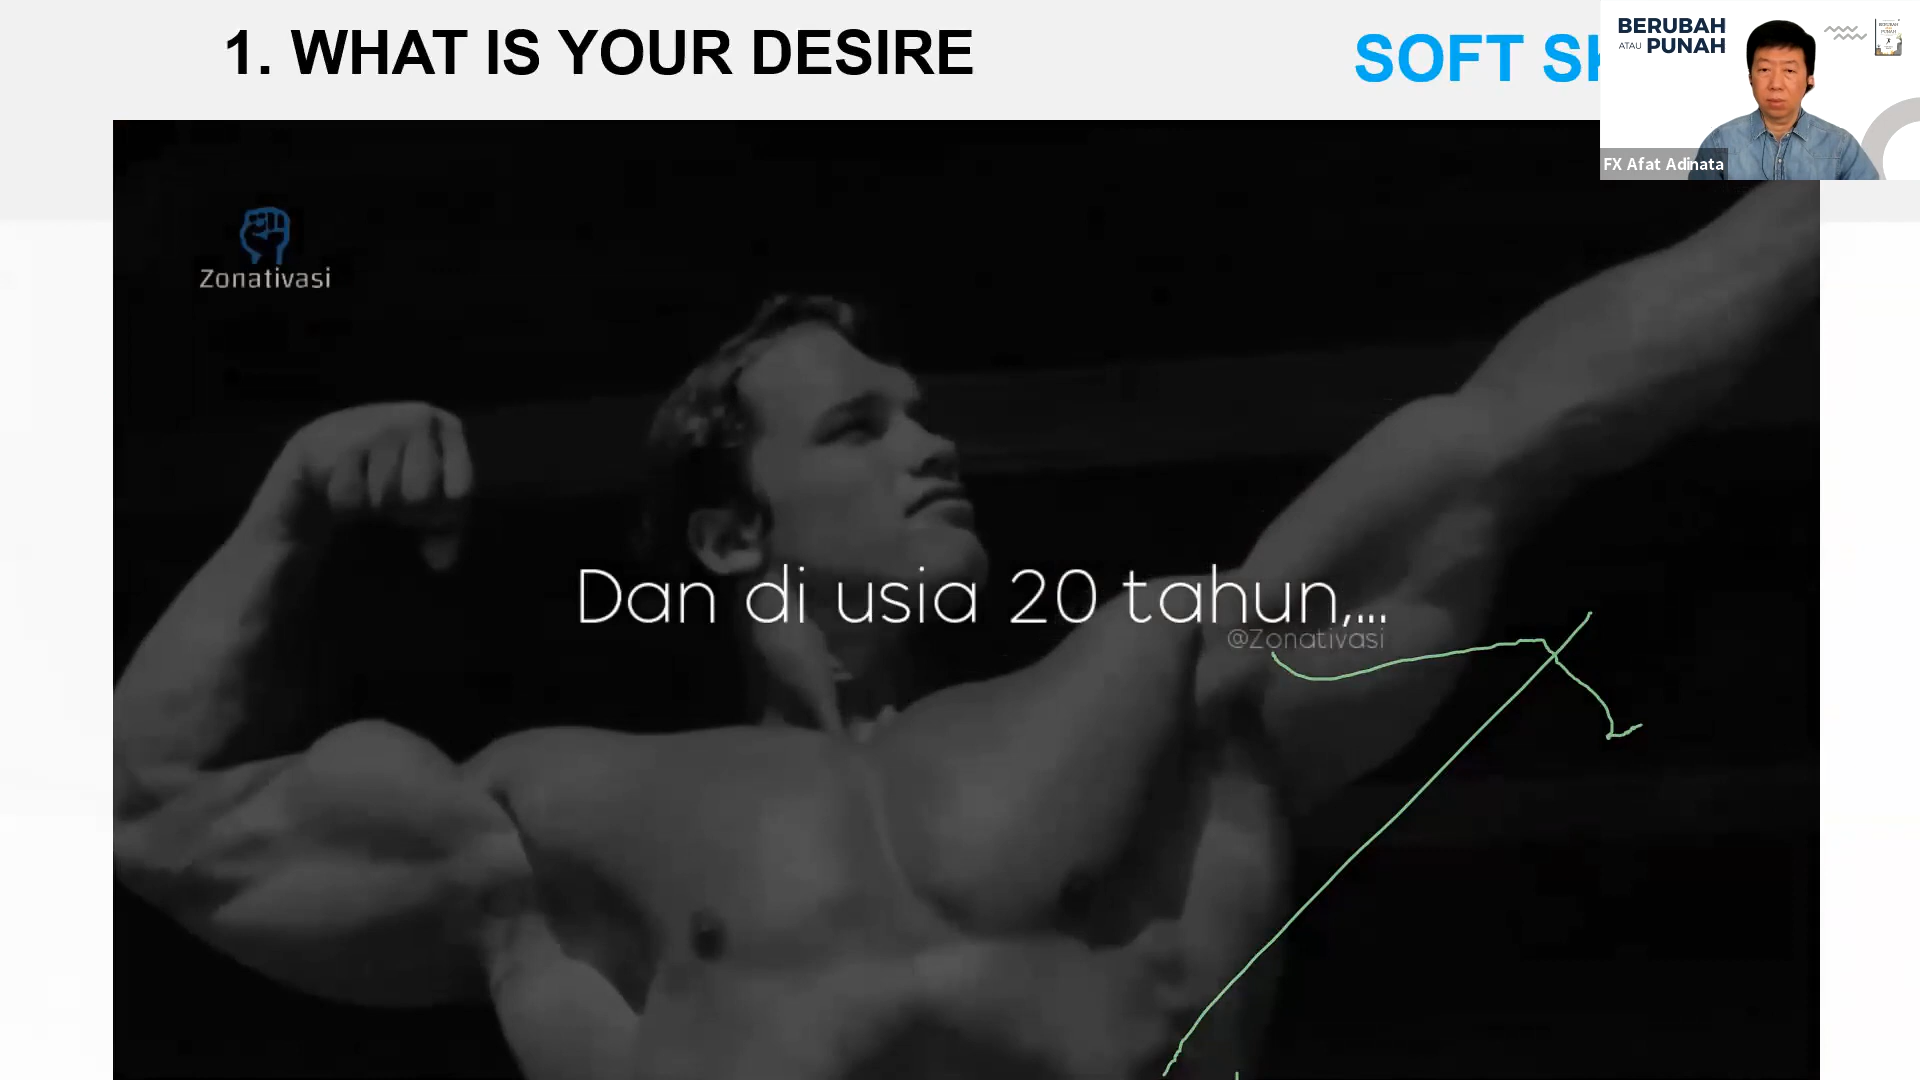 1. WHAT IS YOUR DESIRE
SOFT
BERUBAH
ATAU PUNAH
FX Afat Adinata
Zonativasi
Dan di usia 20 tahun,...
@Zonativasi